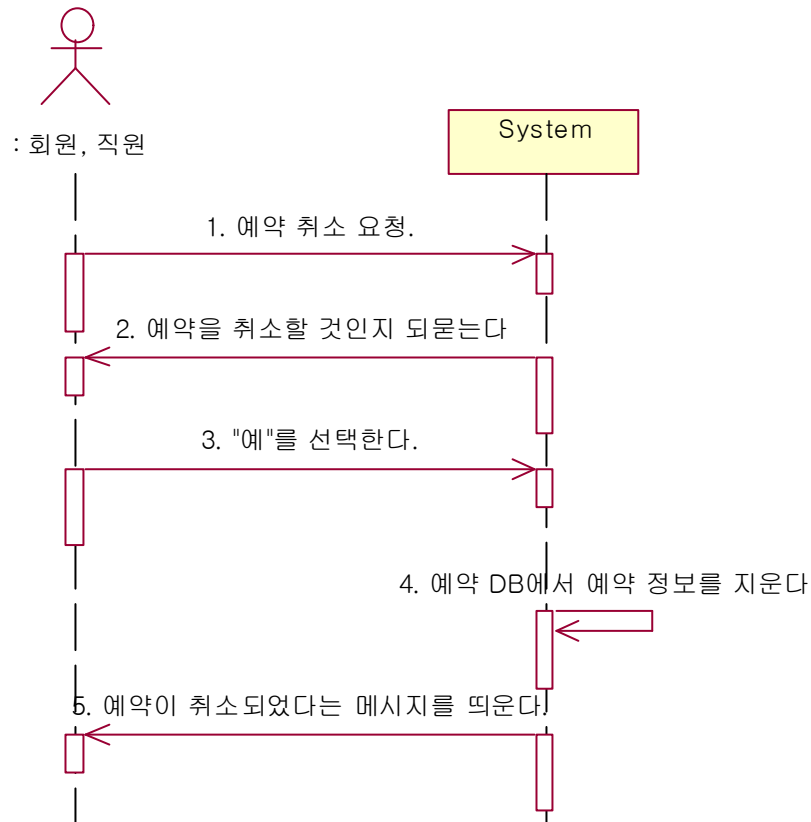 : 회원, 직원
System
1. 예약 취소 요청.
2. 예약을 취소할 것인지 되묻는다
3. "예"를 선택한다.
4. 예약 DB에서 예약 정보를 지운다
5. 예약이 취소되었다는 메시지를 띄운다.